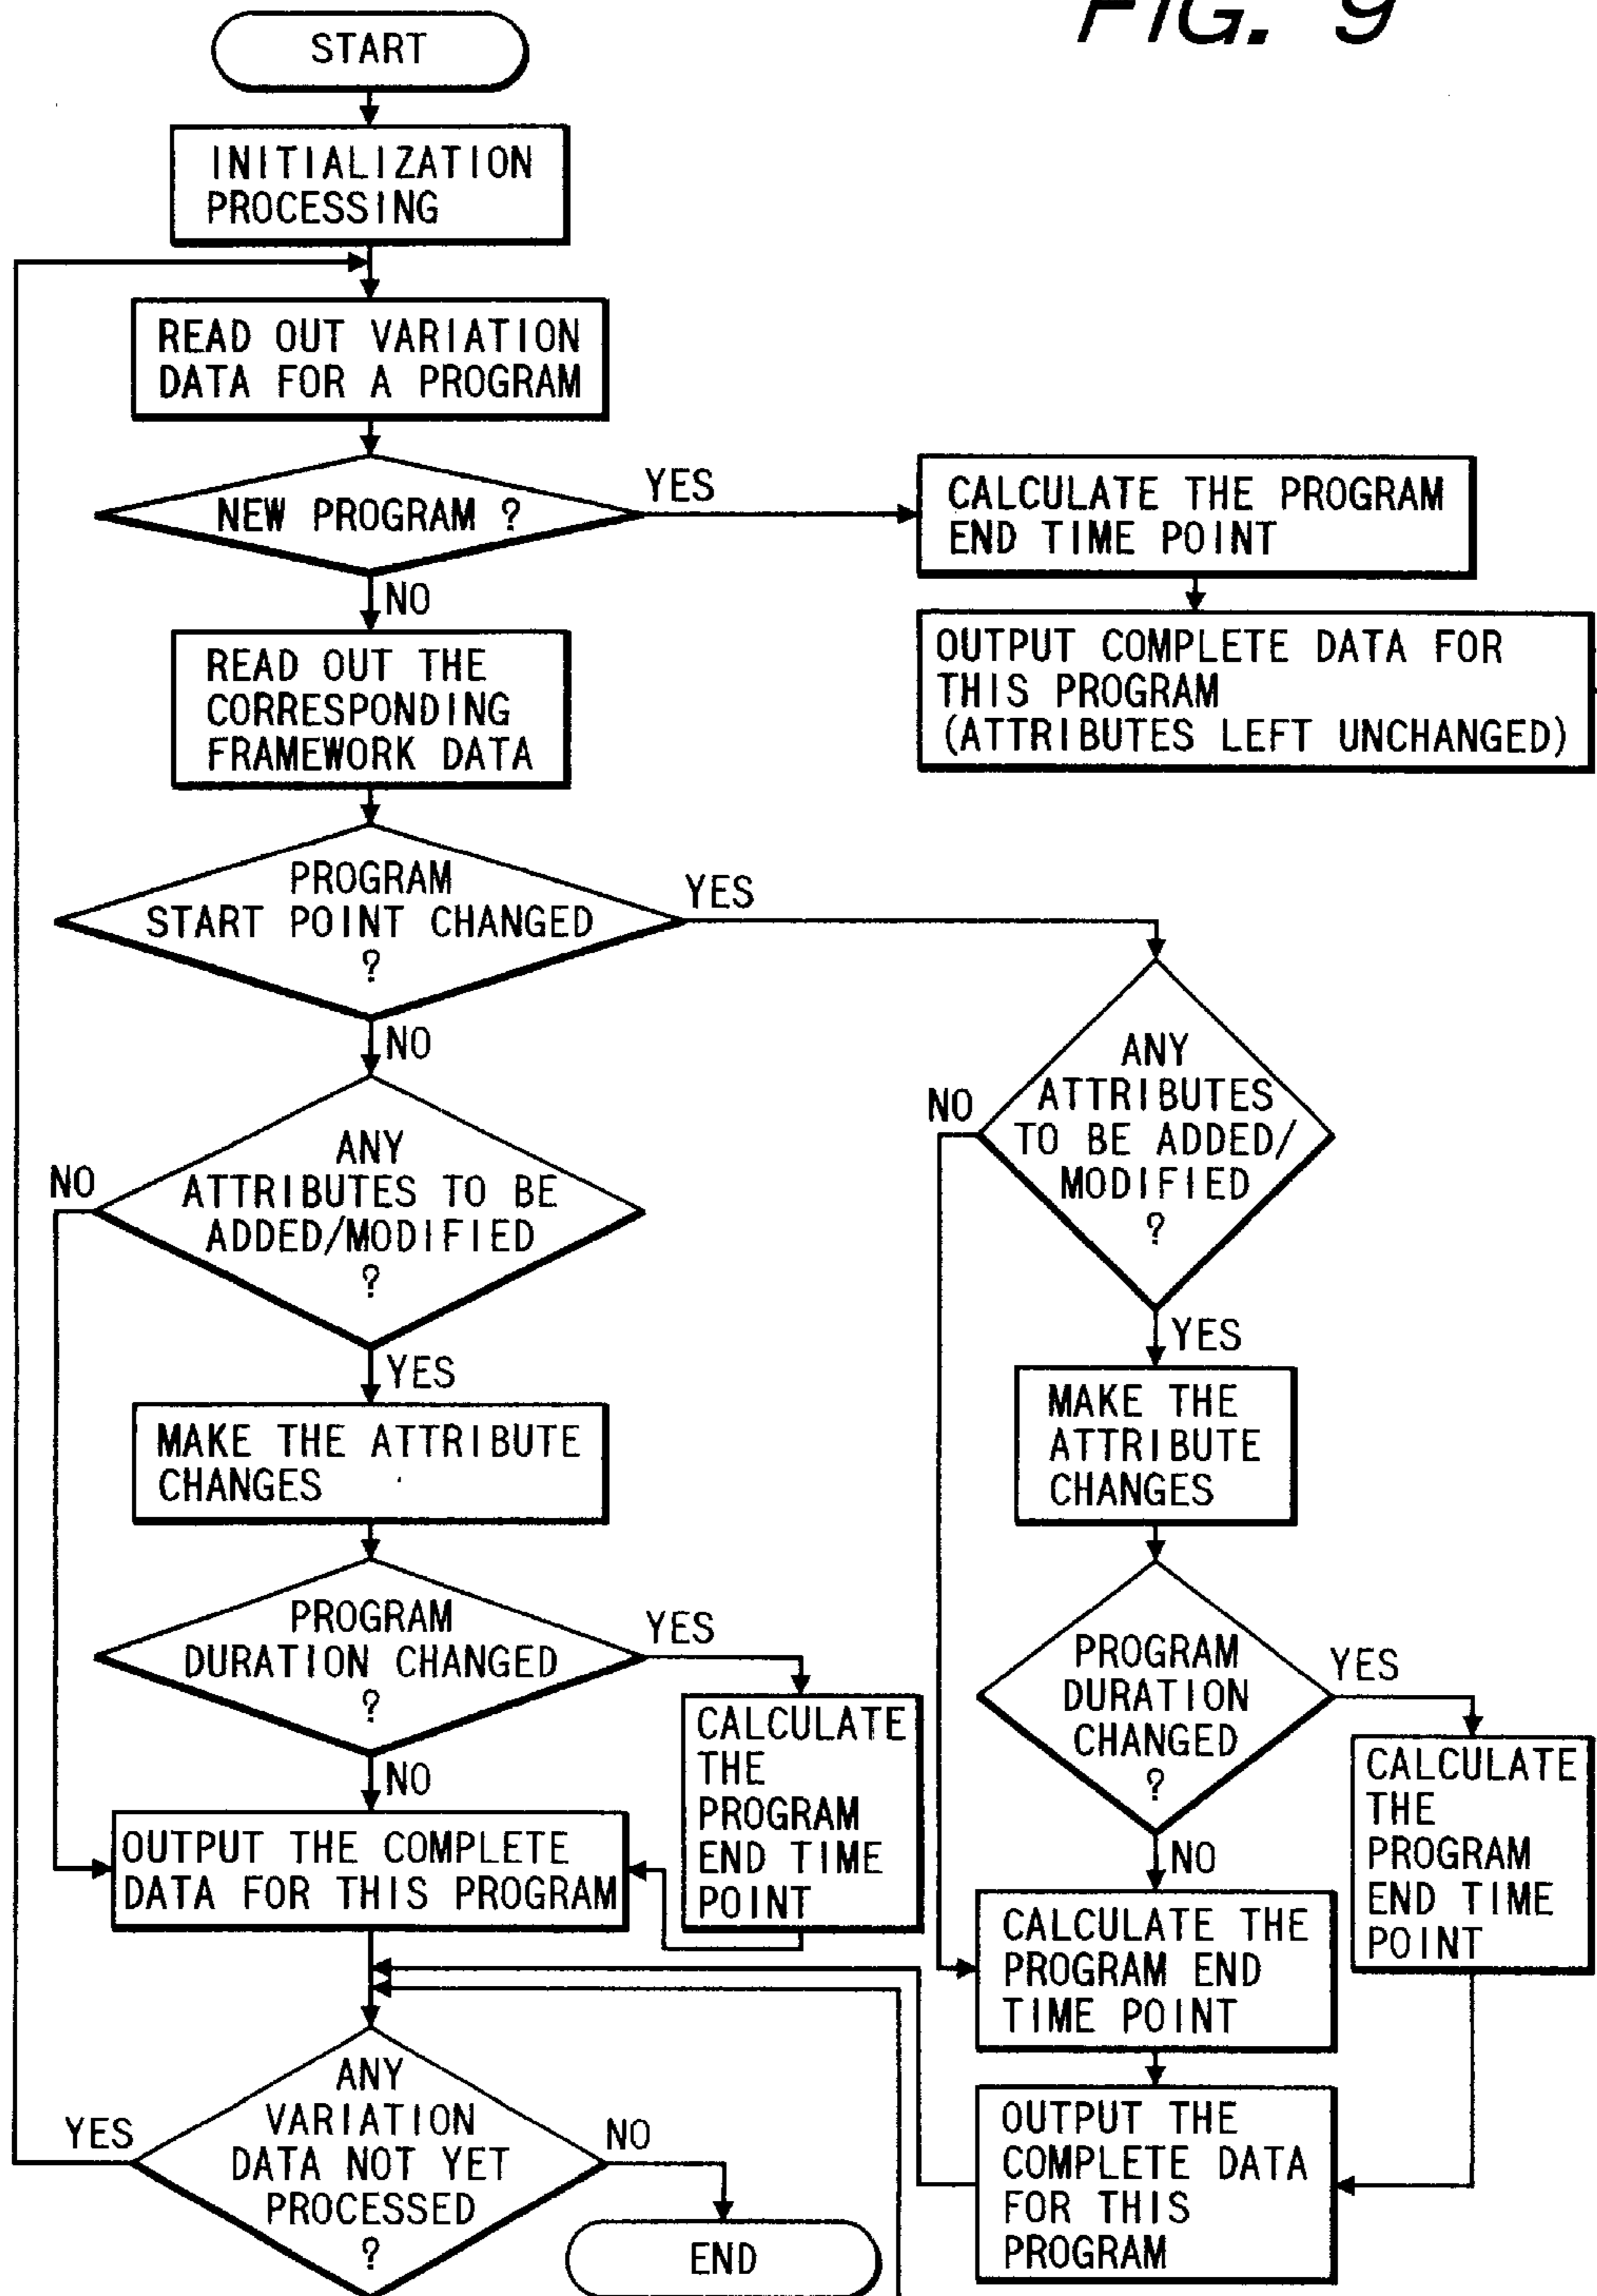 FIG. 9
START
INITIALIZATION
PROCESSING
READ OUT VARIATION
DATA FOR A PROGRAM
NEW PROGRAM ?
YES
CALCULATE THE PROGRAM
END TIME POINT
OUTPUT COMPLETE DATA FOR
THIS PROGRAM
(ATTRIBUTES LEFT UNCHANGED)
NO
READ OUT THE
CORRESPONDING
FRAMEWORK DATA
PROGRAM
START POINT CHANGED
?
YES
NO
ANY
ATTRIBUTES TO BE
ADDED/MODIFIED
?
NO
YES
MAKE THE ATTRIBUTE
CHANGES
PROGRAM
DURATION CHANGED
?
YES
CALCULATE
THE
PROGRAM
END TIME
POINT
NO
OUTPUT THE COMPLETE
DATA FOR THIS PROGRAM
ANY
ATTRIBUTES
TO BE ADDED/
MODIFIED
?
NO
YES
MAKE THE
ATTRIBUTE
CHANGES
PROGRAM
DURATION
CHANGED
?
YES
CALCULATE
THE
PROGRAM
END TIME
POINT
NO
CALCULATE THE
PROGRAM END
TIME POINT
OUTPUT THE
COMPLETE DATA
FOR THIS
PROGRAM
ANY
VARIATION
DATA NOT YET
PROCESSED
?
YES
NO
END